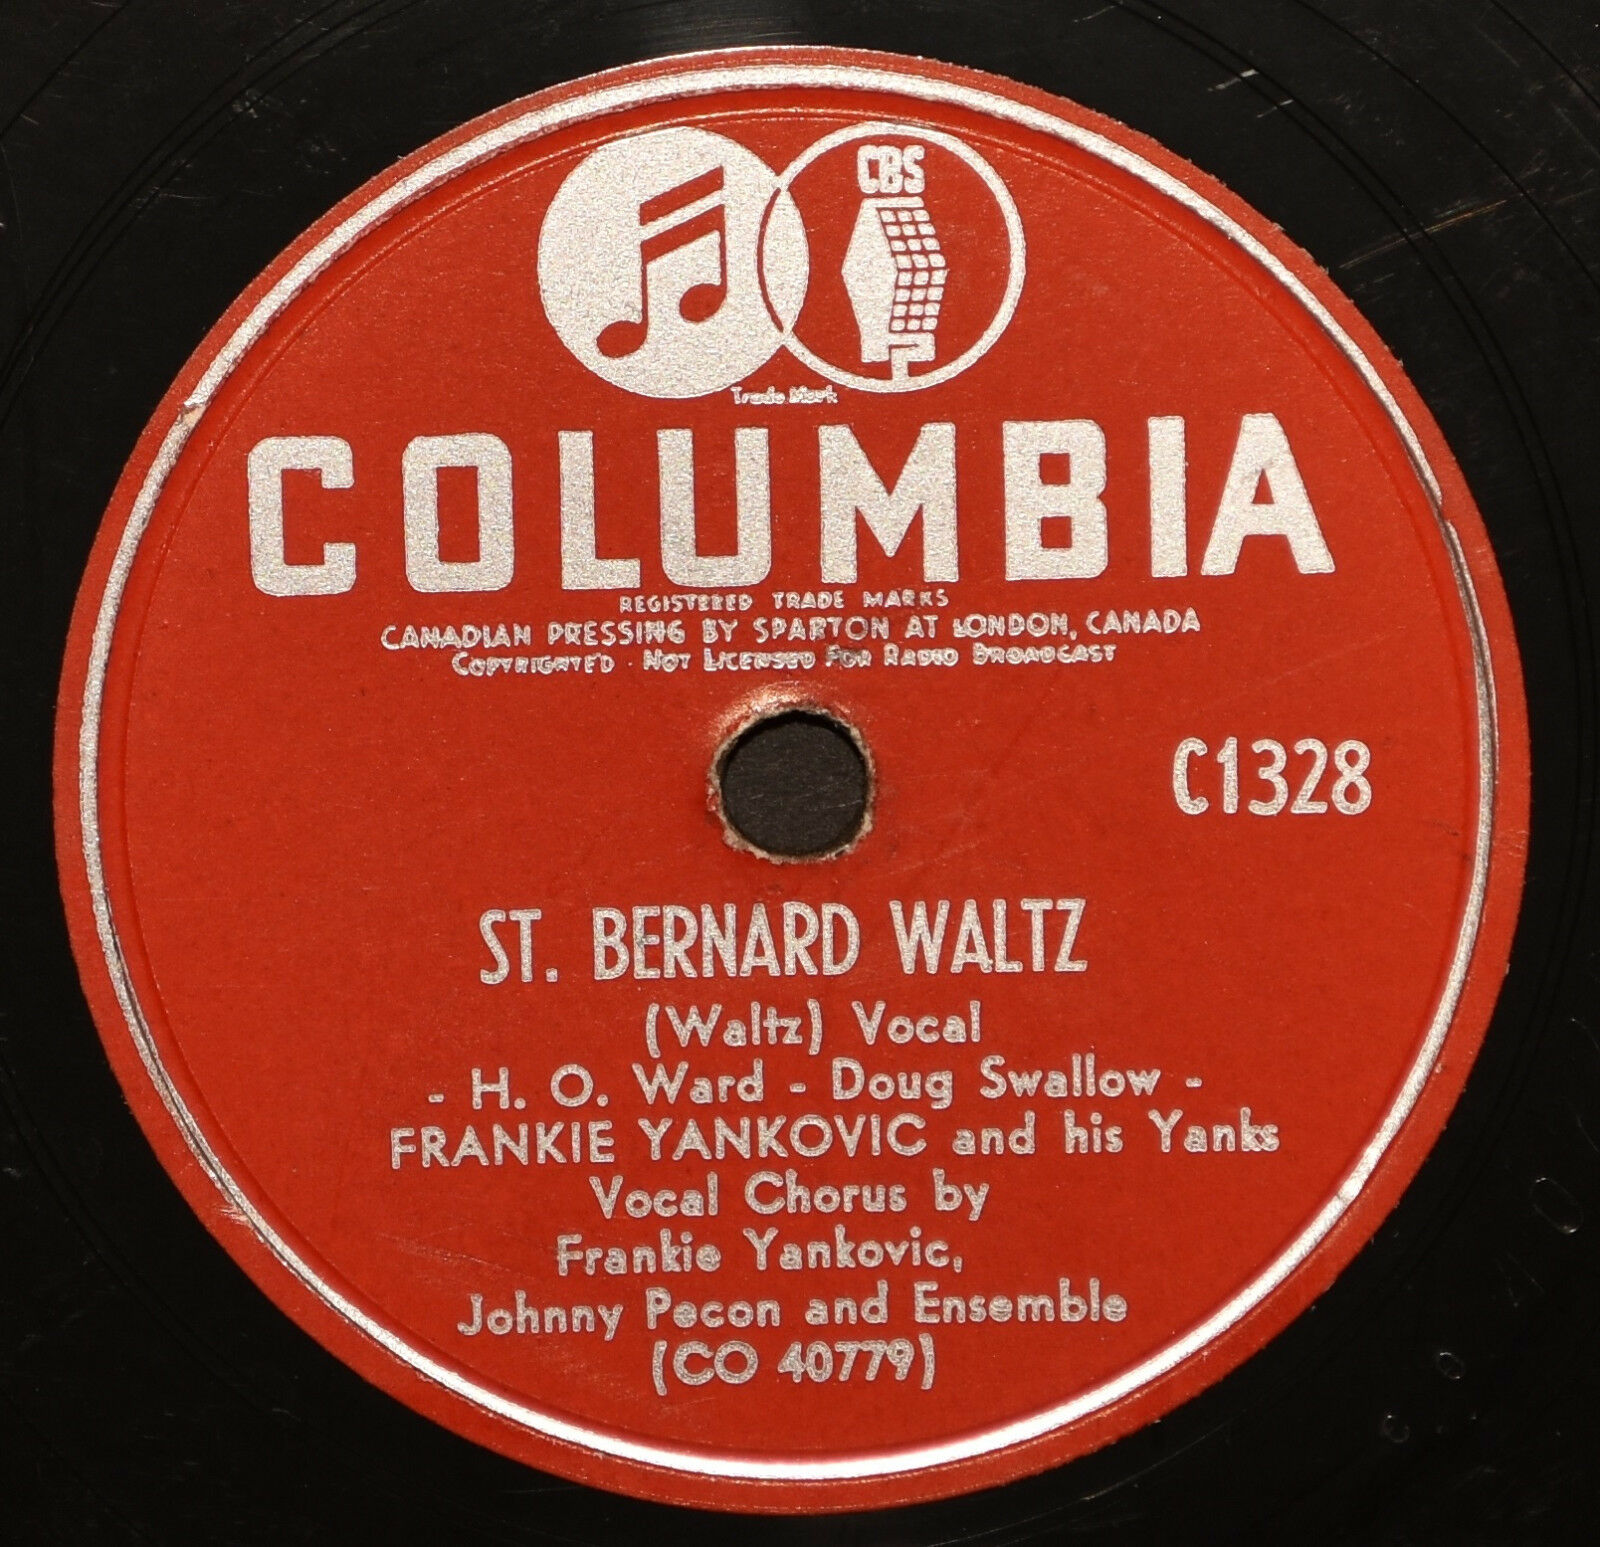 CBS
Trade Mark
COLUMBIA
REGISTERED TRADE MARKS
CANADIAN PRESSING BY SPARTON AT LONDON, CANADA
COPYRIGHTED · NOT LICENSED FOR RADIO BROADCAST
C1328
ST. BERNARD WALTZ
(Waltz) Vocal
- H. O. Ward - Doug Swallow -
FRANKIE YANKOVIC and his Yanks
Vocal Chorus by
Frankie Yankovic,
Johnny Pecon and Ensemble
(CO 40779)